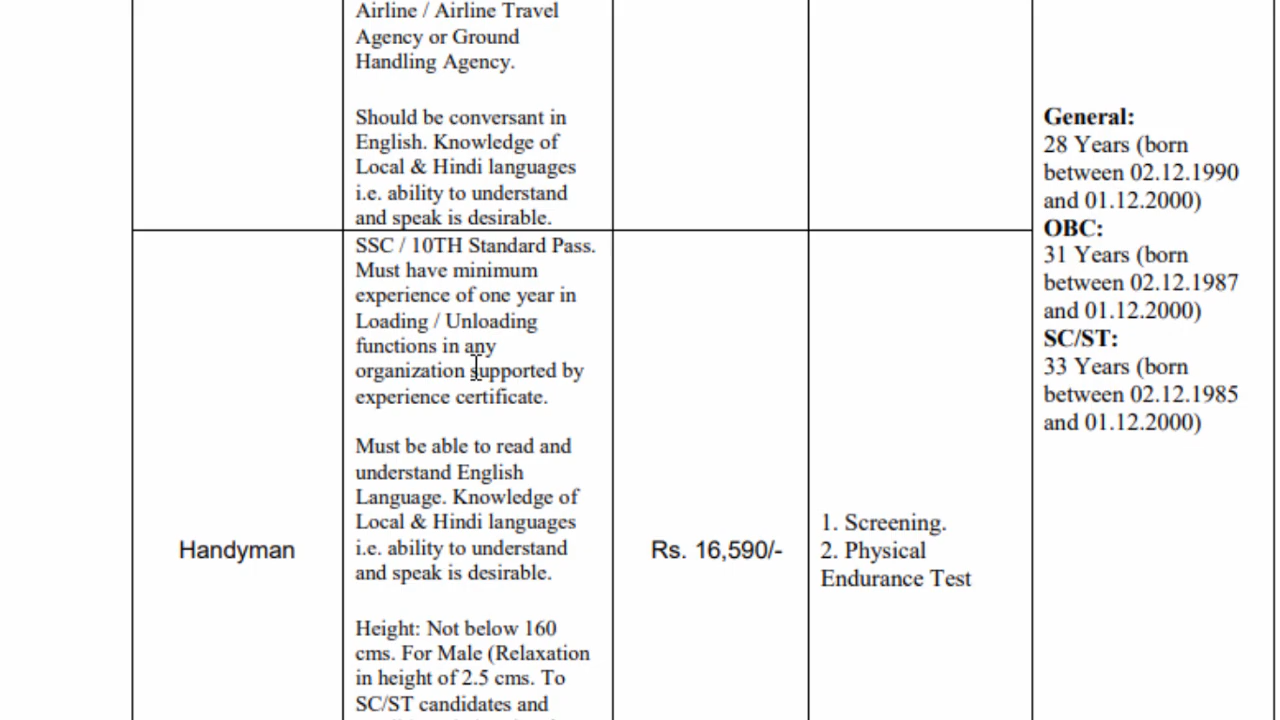 Airline / Airline Travel
Agency or Ground
Handling Agency.
Should be conversant in
English. Knowledge of
Local & Hindi languages
i.e. ability to understand
and speak is desirable.
Handyman
SSC / 10TH Standard Pass.
Must have minimum
experience of one year in
Loading / Unloading
functions in any
organization supported by
experience certificate.
Must be able to read and
understand English
Language. Knowledge of
Local & Hindi languages
i.e. ability to understand
and speak is desirable.
Height: Not below 160
cms. For Male (Relaxation
in height of 2.5 cms. To
SC/ST candidates and
Rs. 16,590/-
1. Screening.
2. Physical
Endurance Test
General:
28 Years (born
between 02.12.1990
and 01.12.2000)
OBC:
31 Years (born
between 02.12.1987
and 01.12.2000)
SC/ST:
33 Years (born
between 02.12.1985
and 01.12.2000)